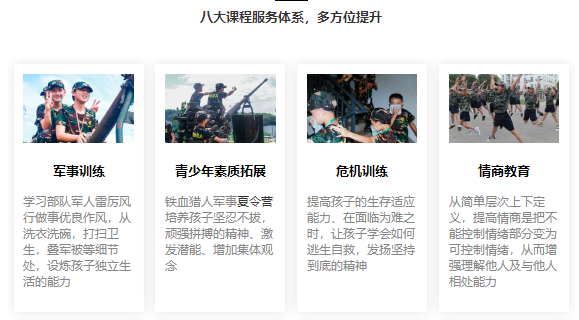 八大课程服务体系，多方位提升
军事训练
学习部队军人雷厉风
行做事优良作风，从
洗衣洗碗，打扫卫
生，叠军被等细节
处，设炼孩子独立生
活的能力
青少年素质拓展
铁血猎人军事夏令营
培养孩子坚忍不拔，
顽强拼搏的精神、激
发潜能、增加集体观
念
危机训练
提高孩子的生存适应
能力、在面临为难之
时，让孩子学会如何
逃生自救，发扬坚持
到底的精神
情商教育
从简单层次上下定
义，提高情商是把不
能控制情绪部分变为
可控制情绪，从而增
强理解他人及与他人
相处能力